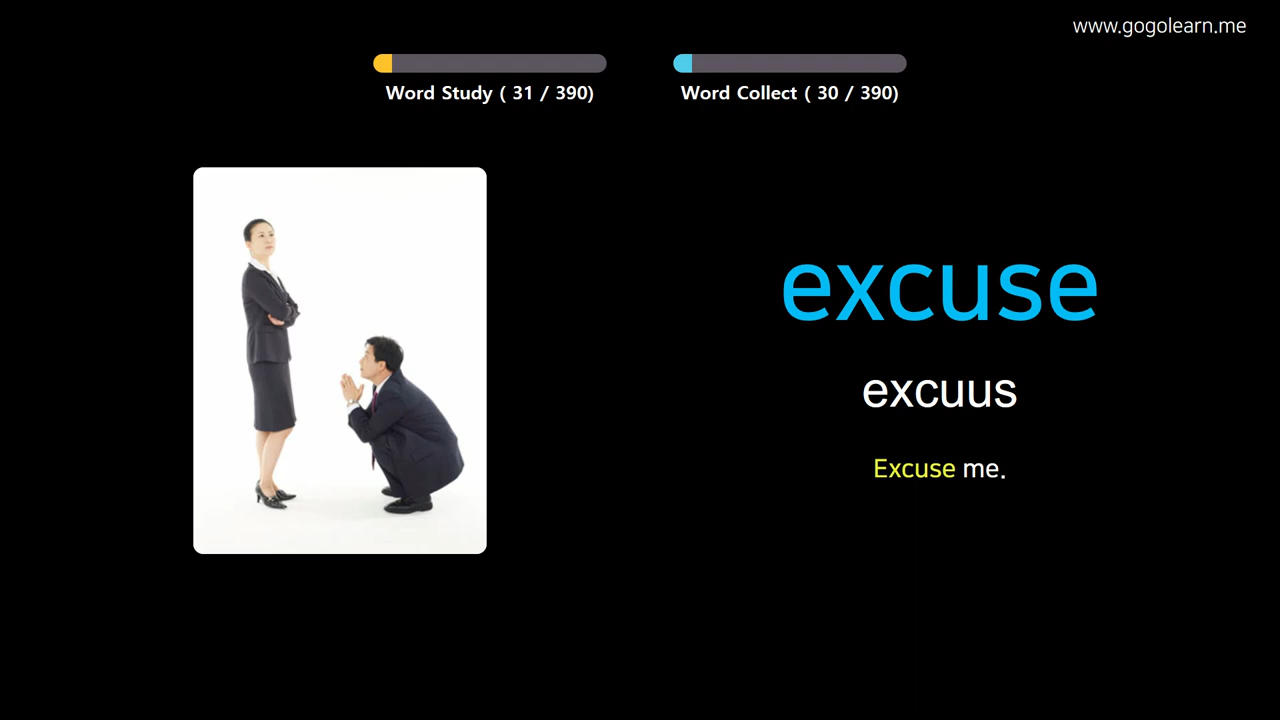 www.gogolearn.me
Word Study ( 31 / 390)
Word Collect ( 30 / 390)
excuse
excuus
Excuse me.